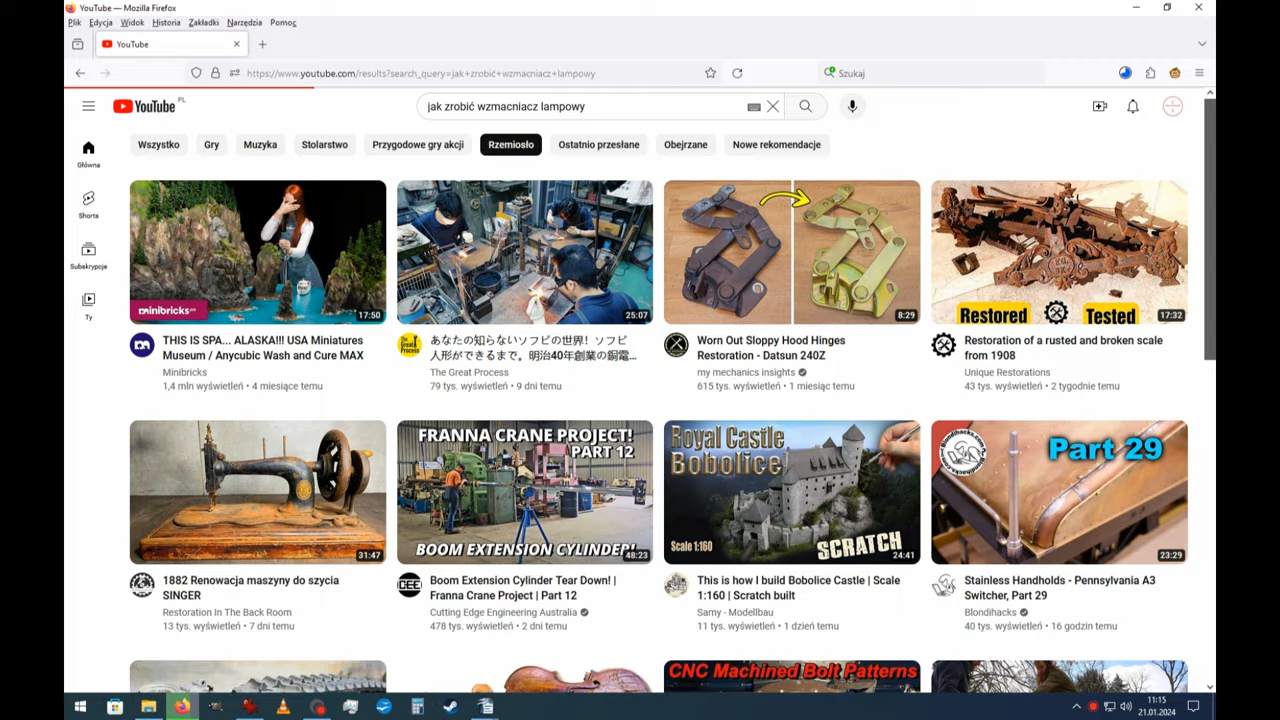 YouTube — Mozilla Firefox
Plik Edycja Widok Historia Zakładki Narzędzia Pomoc
YouTube
https://www.youtube.com/results?search_query=jak+zrobić+wzmacniacz+lampowy
Szukaj
YouTube PL
jak zrobić wzmacniacz lampowy
Wszystko Gry Muzyka Stolarstwo Przygodowe gry akcji Rzemiosło Ostatnio przesłane Obejrzane Nowe rekomendacje
Główna
Shorts
Subskrypcje
Ty
minibricks
17:50
25:07
8:29
Restored Tested
17:32
THIS IS SPA... ALASKA!!! USA Miniatures
Museum / Anycubic Wash and Cure MAX
Minibricks
1,4 mln wyświetleń • 4 miesiące temu
The Great Process
あなたの知らないソフビの世界！ソフビ
人形ができるまで。明治40年創業の銅電...
The Great Process
79 tys. wyświetleń • 9 dni temu
Worn Out Sloppy Hood Hinges
Restoration - Datsun 240Z
my mechanics insights
615 tys. wyświetleń • 1 miesiąc temu
Restoration of a rusted and broken scale
from 1908
Unique Restorations
43 tys. wyświetleń • 2 tygodnie temu
31:47
FRANNA CRANE PROJECT!
PART 12
BOOM EXTENSION CYLINDER!
48:23
Royal Castle
Bobolice
Scale 1:160
SCRATCH
24:41
Blondihacks.com
Part 29
23:29
1882 Renowacja maszyny do szycia
SINGER
Restoration In The Back Room
13 tys. wyświetleń • 7 dni temu
CEE
Boom Extension Cylinder Tear Down! |
Franna Crane Project | Part 12
Cutting Edge Engineering Australia
478 tys. wyświetleń • 2 dni temu
This is how I build Bobolice Castle | Scale
1:160 | Scratch built
Samy - Modellbau
11 tys. wyświetleń • 1 dzień temu
Stainless Handholds - Pennsylvania A3
Switcher, Part 29
Blondihacks
40 tys. wyświetleń • 16 godzin temu
CNC Machined Bolt Patterns
11:15
21.01.2024